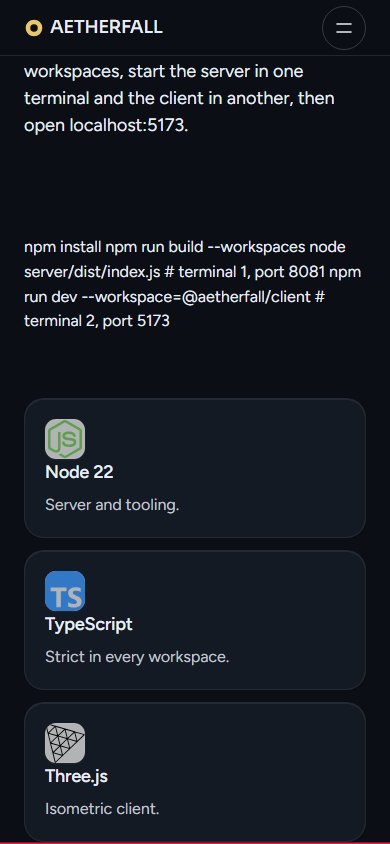 AETHERFALL
workspaces, start the server in one
terminal and the client in another, then
open localhost:5173.
npm install npm run build --workspaces node
server/dist/index.js # terminal 1, port 8081 npm
run dev --workspace=@aetherfall/client #
terminal 2, port 5173
JS
Node 22
Server and tooling.
TS
TypeScript
Strict in every workspace.
Three.js
Isometric client.